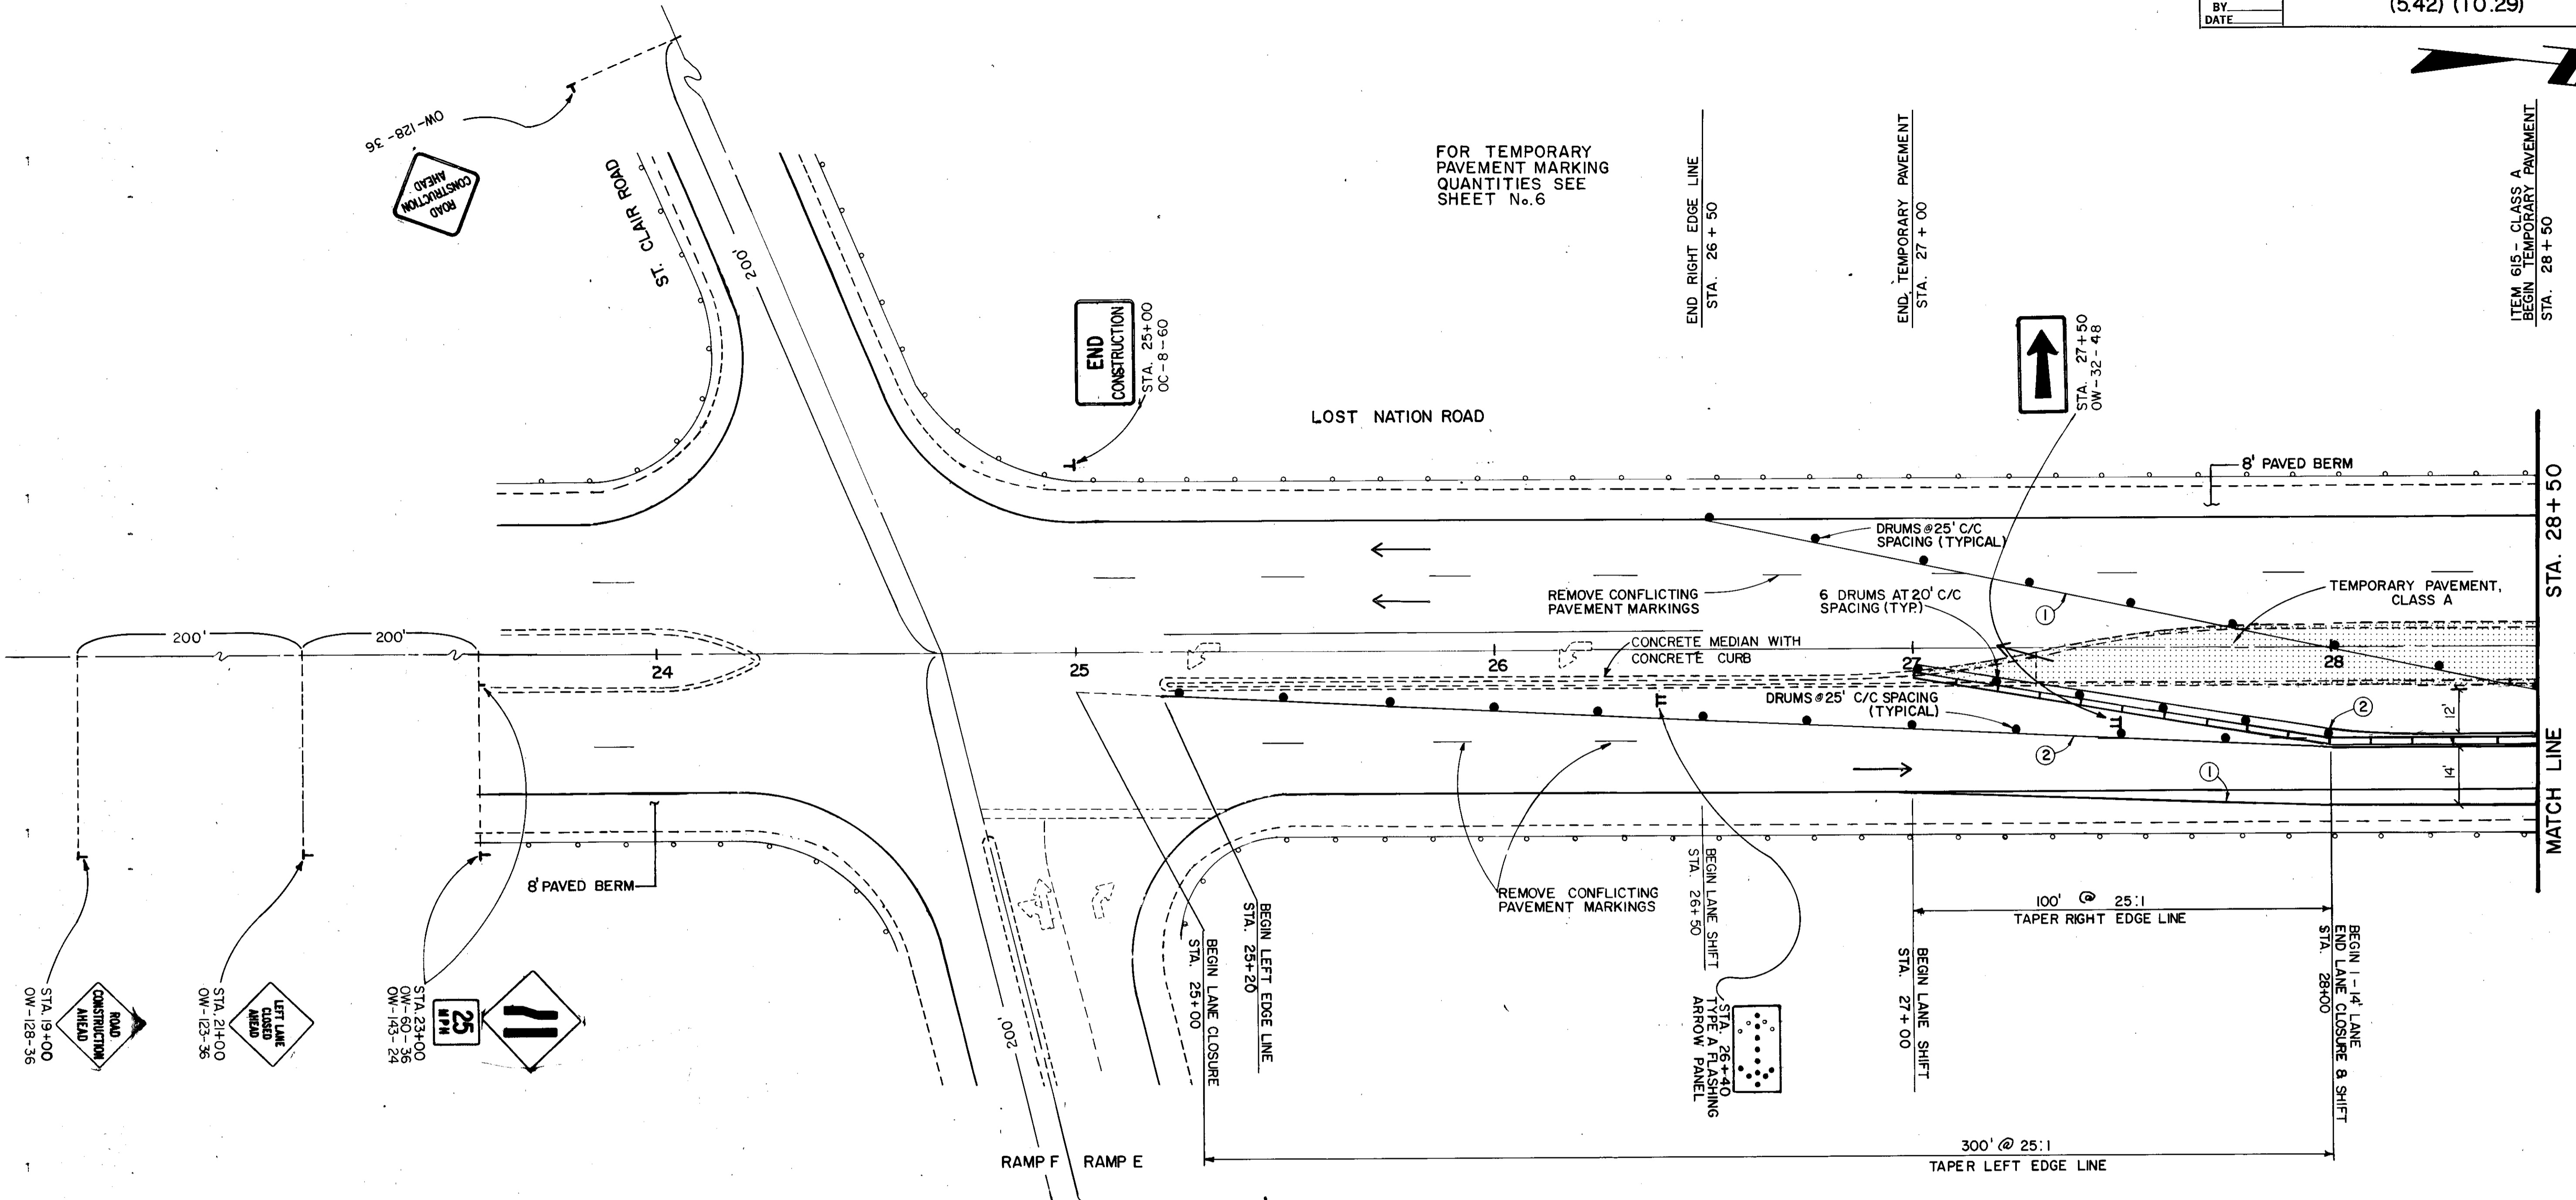 BY
DATE
(5.42) (10.29)
OW-128-36
ROAD
CONSTRUCTION
AHEAD
ST. CLAIR ROAD
200'
FOR TEMPORARY
PAVEMENT MARKING
QUANTITIES SEE
SHEET No.6
END RIGHT EDGE LINE
STA. 26 + 50
END TEMPORARY PAVEMENT
STA. 27 + 00
ITEM 615 - CLASS A
BEGIN TEMPORARY PAVEMENT
STA. 28 + 50
END
CONSTRUCTION
STA. 25+00
OC-8-60
LOST NATION ROAD
STA. 27+50
OW-32-48
8' PAVED BERM
DRUMS @ 25' C/C
SPACING (TYPICAL)
REMOVE CONFLICTING
PAVEMENT MARKINGS
6 DRUMS AT 20' C/C
SPACING (TYP.)
1
TEMPORARY PAVEMENT,
CLASS A
STA. 28+50
MATCH LINE
200'
200'
24
25
26
27
28
CONCRETE MEDIAN WITH
CONCRETE CURB
DRUMS @ 25' C/C SPACING
(TYPICAL)
2
2
12'
14'
1
8' PAVED BERM
REMOVE CONFLICTING
PAVEMENT MARKINGS
BEGIN LANE SHIFT
STA. 26+50
100' @ 25:1
TAPER RIGHT EDGE LINE
BEGIN LEFT EDGE LINE
STA. 25+20
BEGIN LANE CLOSURE
STA. 25+00
BEGIN LANE SHIFT
STA. 27+00
BEGIN 1-14' LANE
END LANE CLOSURE & SHIFT
STA. 28+00
STA. 19+00
OW-128-36
ROAD
CONSTRUCTION
AHEAD
STA. 21+00
OW-123-36
LEFT LANE
CLOSED
AHEAD
STA. 23+00
OW-60-36
OW-143-24
25
MPH
STA. 26+40
TYPE A FLASHING
ARROW PANEL
200'
RAMP F
RAMP E
300' @ 25:1
TAPER LEFT EDGE LINE